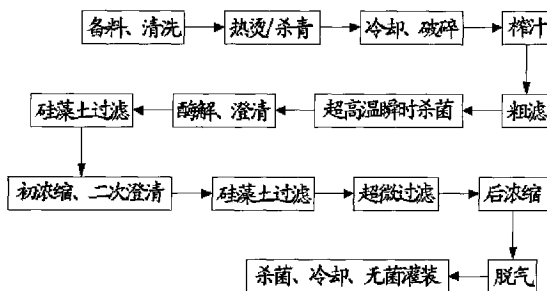 备料、清洗 热烫/杀青 冷却、破碎 榨汁
硅藻土过滤 酶解、澄清 超高温瞬时杀菌 粗滤
初浓缩、二次澄清 硅藻土过滤 超微过滤 后浓缩
杀菌、冷却、无菌灌装 脱气